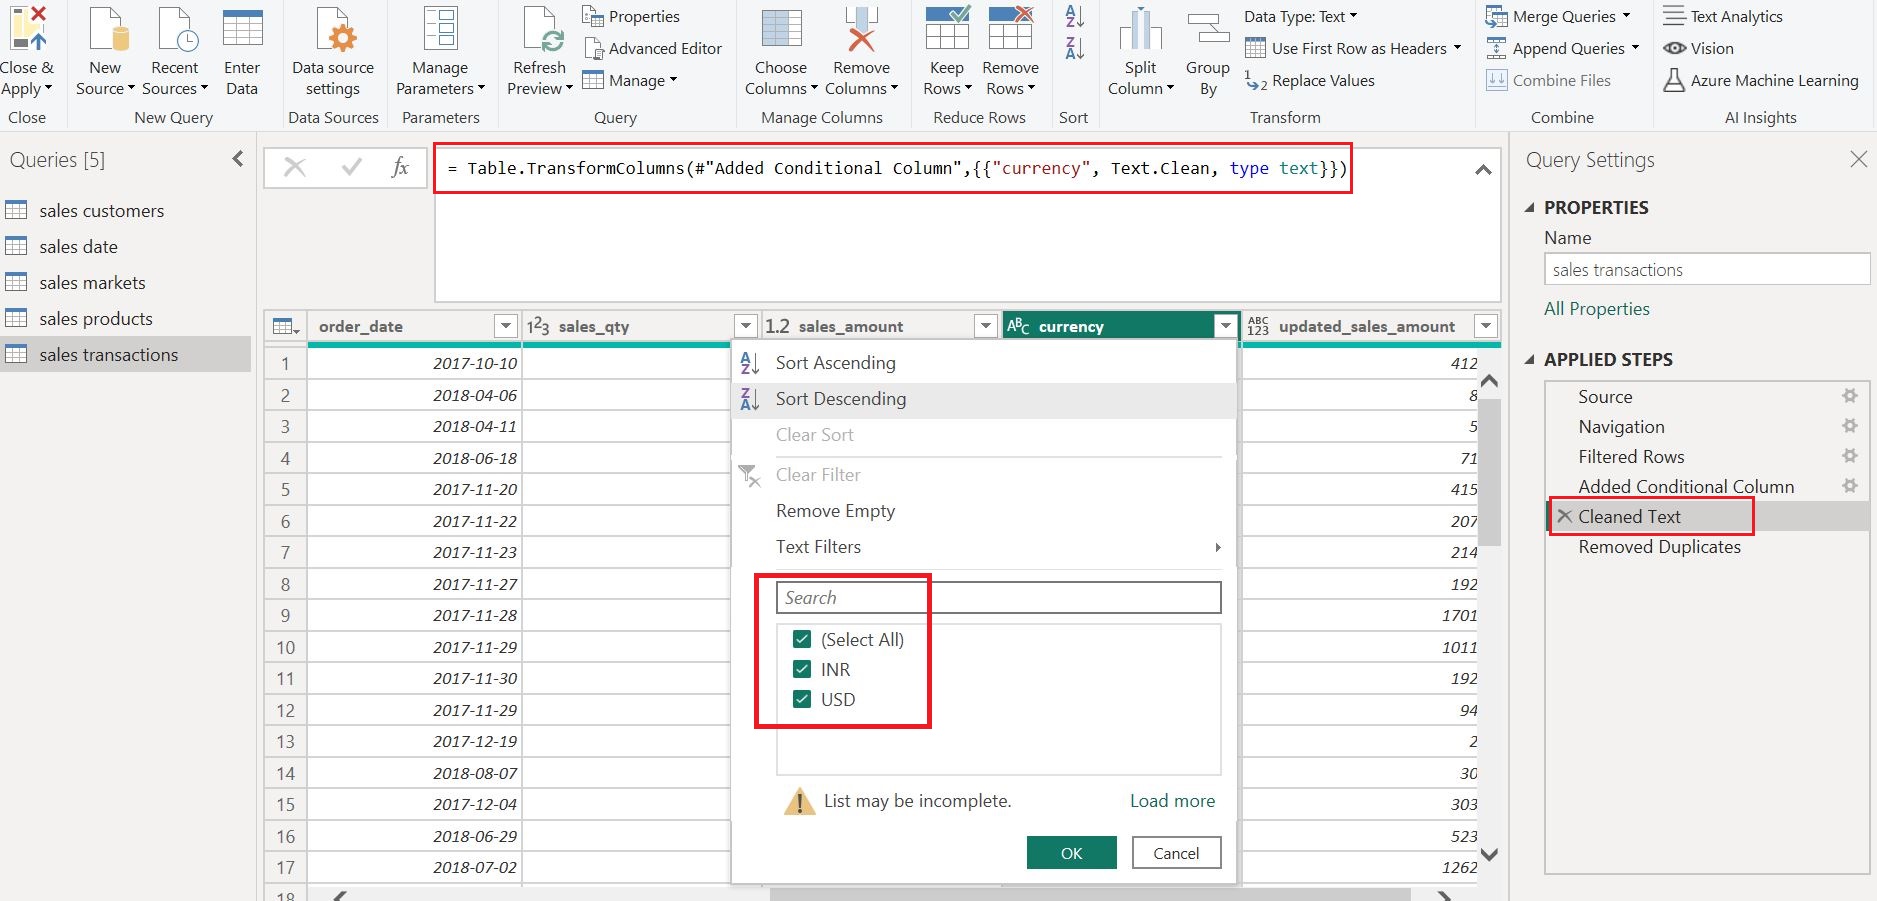 Close &
Apply
New
Source
Recent
Sources
Enter
Data
Data source
settings
Manage
Parameters
Refresh
Preview
Properties
Advanced Editor
Manage
Choose
Columns
Remove
Columns
Keep
Rows
Remove
Rows
Split
Column
Group
By
Data Type: Text
Use First Row as Headers
Replace Values
Merge Queries
Append Queries
Combine Files
Text Analytics
Vision
Azure Machine Learning
Close
New Query
Data Sources
Parameters
Query
Manage Columns
Reduce Rows
Sort
Transform
Combine
AI Insights
Queries [5]
sales customers
sales date
sales markets
sales products
sales transactions
fx
= Table.TransformColumns(#"Added Conditional Column",{{"currency", Text.Clean, type text}})
order_date
123 sales_qty
1.2 sales_amount
ABC currency
ABC 123 updated_sales_amount
1 2017-10-10 412
2 2018-04-06 8
3 2018-04-11 5
4 2018-06-18 71
5 2017-11-20 415
6 2017-11-22 207
7 2017-11-23 214
8 2017-11-27 192
9 2017-11-28 1701
10 2017-11-29 1011
11 2017-11-30 192
12 2017-11-29 94
13 2017-12-19 2
14 2018-08-07 30
15 2017-12-04 303
16 2018-06-29 523
17 2018-07-02 1262
18
Sort Ascending
Sort Descending
Clear Sort
Clear Filter
Remove Empty
Text Filters
Search
(Select All)
INR
USD
List may be incomplete.
Load more
OK
Cancel
Query Settings
PROPERTIES
Name
sales transactions
All Properties
APPLIED STEPS
Source
Navigation
Filtered Rows
Added Conditional Column
Cleaned Text
Removed Duplicates